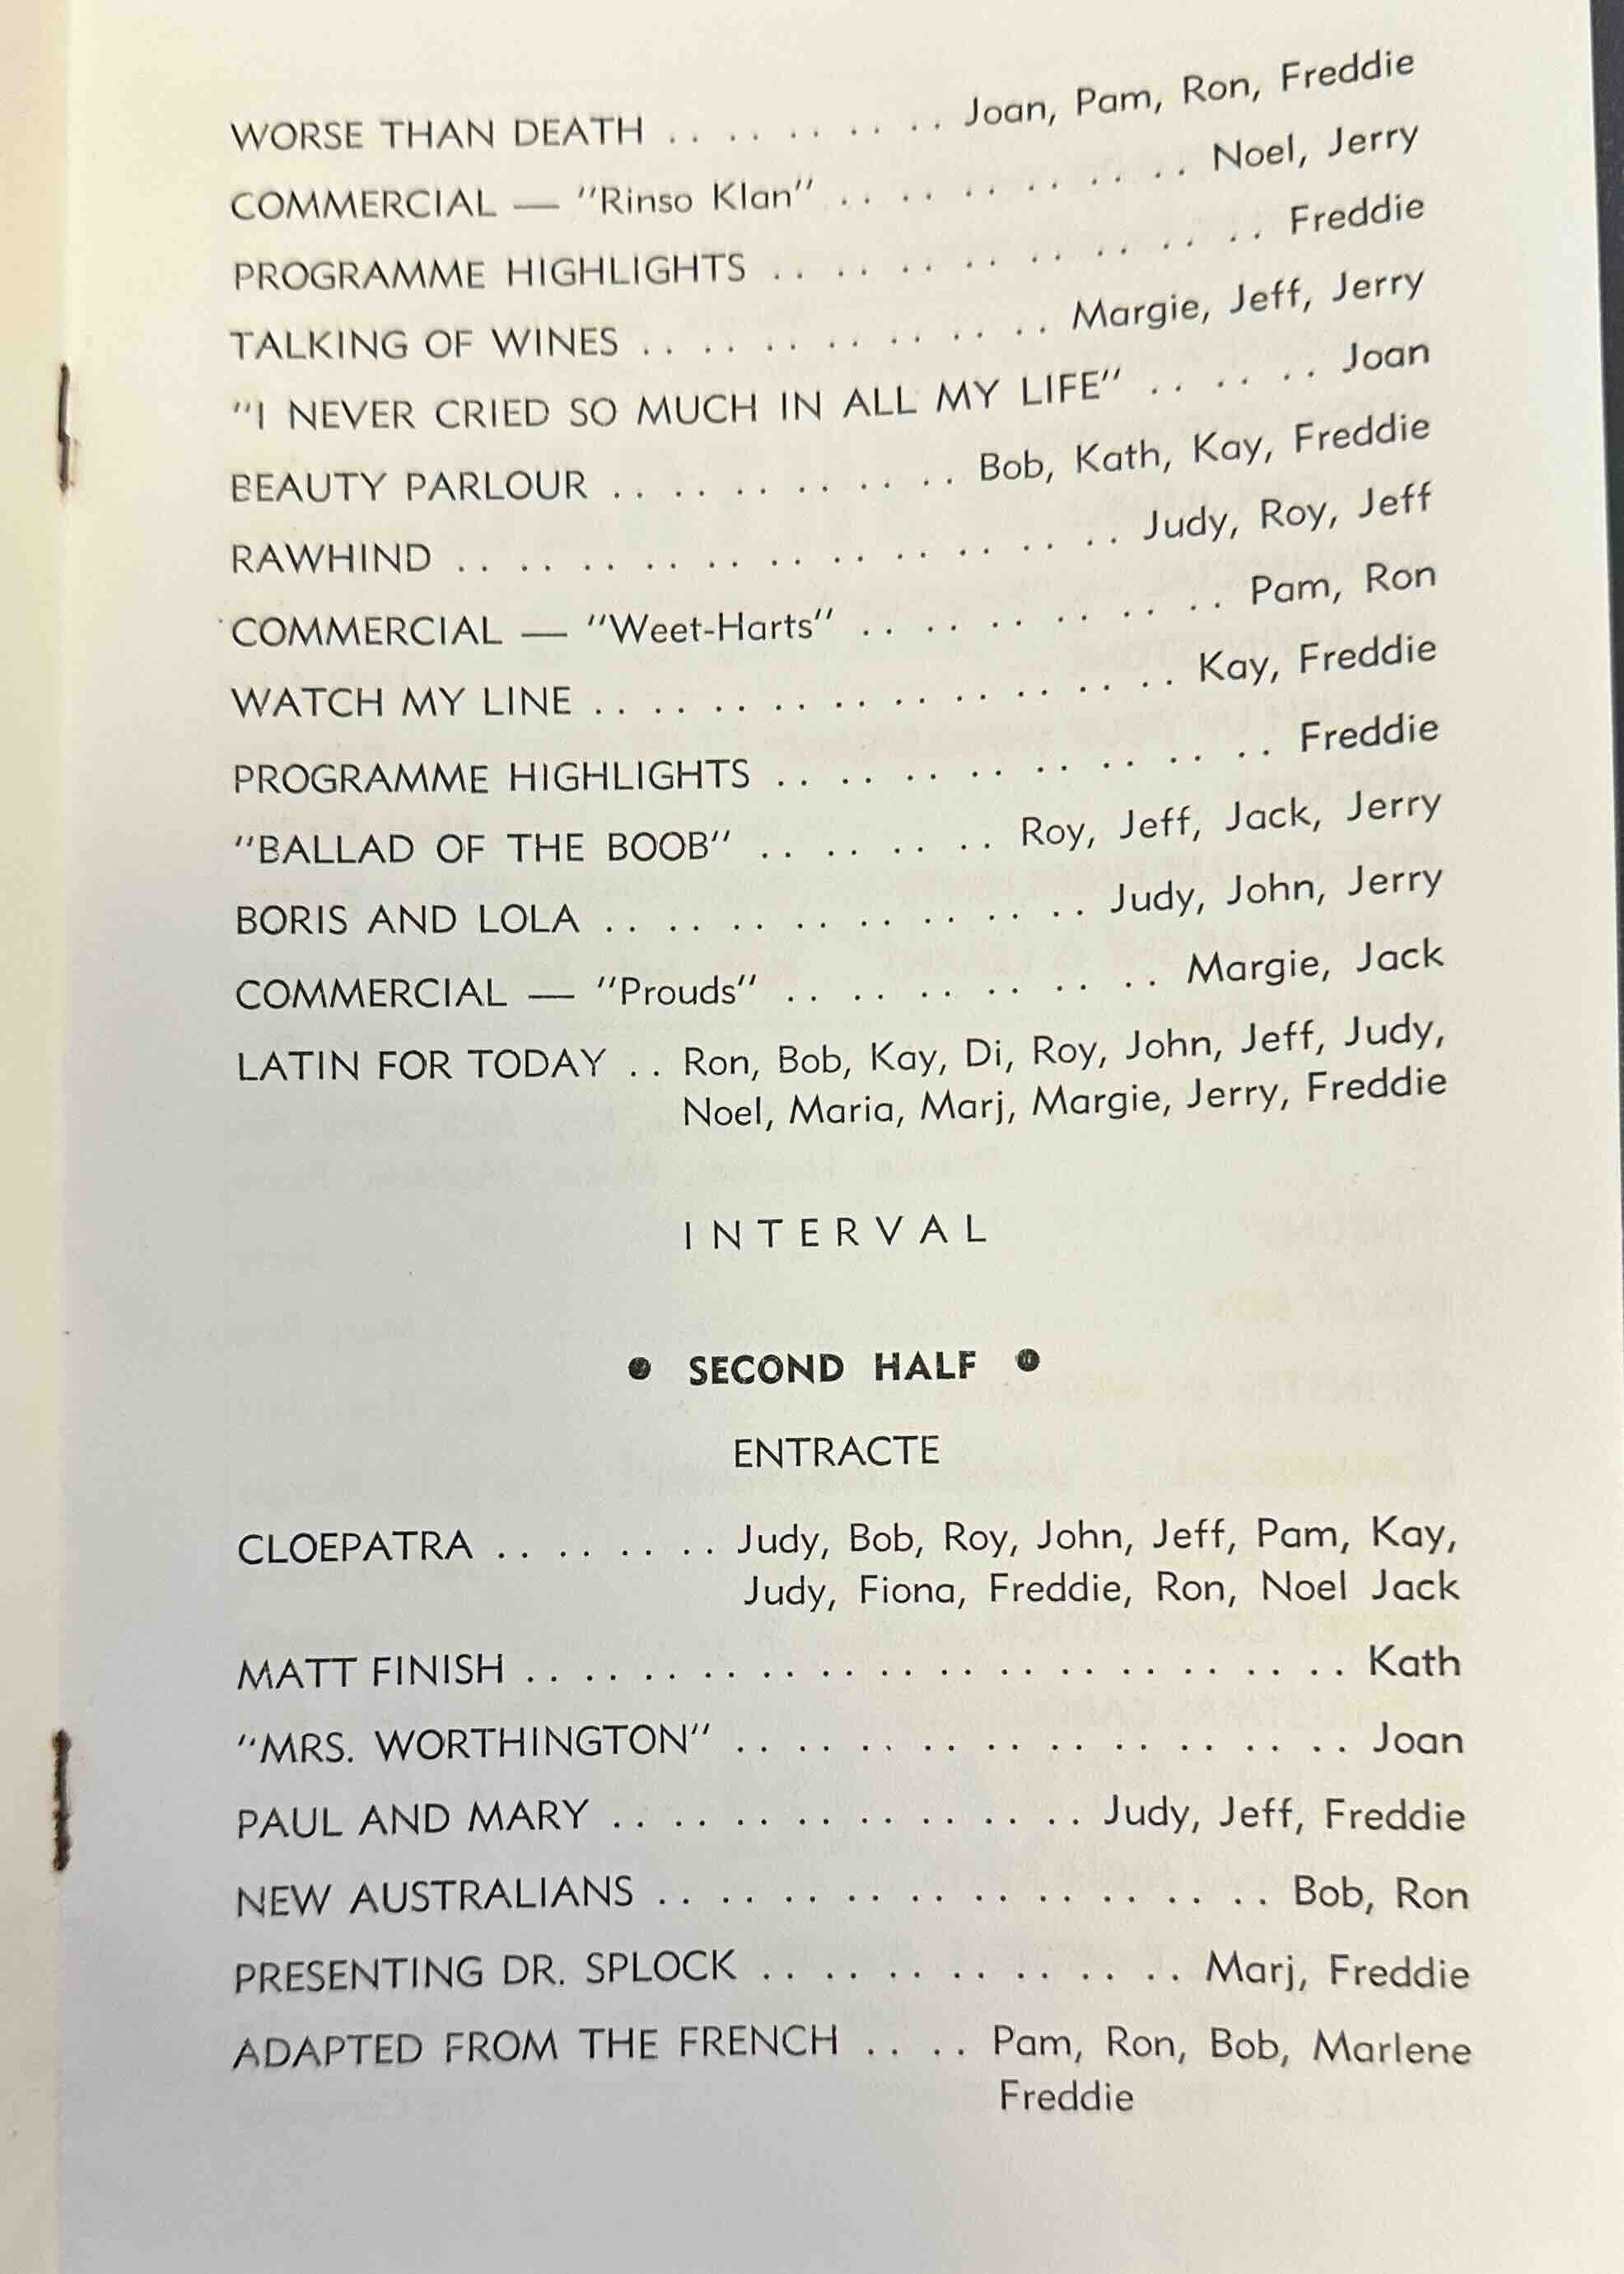 WORSE THAN DEATH . . . . . . . . . . Joan, Pam, Ron, Freddie
COMMERCIAL — "Rinso Klan" . . . . . . . . . . . . Noel, Jerry
PROGRAMME HIGHLIGHTS . . . . . . . . . . . . . . . . Freddie
TALKING OF WINES . . . . . . . . . . . . . . Margie, Jeff, Jerry
"I NEVER CRIED SO MUCH IN ALL MY LIFE" . . . . . . Joan
BEAUTY PARLOUR . . . . . . . . . . . . Bob, Kath, Kay, Freddie
RAWHIND . . . . . . . . . . . . . . . . . . . . . . Judy, Roy, Jeff
COMMERCIAL — "Weet-Harts" . . . . . . . . . . . . Pam, Ron
WATCH MY LINE . . . . . . . . . . . . . . . . . . . Kay, Freddie
PROGRAMME HIGHLIGHTS . . . . . . . . . . . . . . . . Freddie
"BALLAD OF THE BOOB" . . . . . . . . Roy, Jeff, Jack, Jerry
BORIS AND LOLA . . . . . . . . . . . . . . . . Judy, John, Jerry
COMMERCIAL — "Prouds" . . . . . . . . . . . . Margie, Jack
LATIN FOR TODAY . . Ron, Bob, Kay, Di, Roy, John, Jeff, Judy,
Noel, Maria, Marj, Margie, Jerry, Freddie
INTERVAL
• SECOND HALF •
ENTRACTE
CLOEPATRA . . . . . . . . Judy, Bob, Roy, John, Jeff, Pam, Kay,
Judy, Fiona, Freddie, Ron, Noel Jack
MATT FINISH . . . . . . . . . . . . . . . . . . . . . . . . . . . Kath
"MRS. WORTHINGTON" . . . . . . . . . . . . . . . . . . . . Joan
PAUL AND MARY . . . . . . . . . . . . . . . . Judy, Jeff, Freddie
NEW AUSTRALIANS . . . . . . . . . . . . . . . . . . . . Bob, Ron
PRESENTING DR. SPLOCK . . . . . . . . . . . . . . Marj, Freddie
ADAPTED FROM THE FRENCH . . . . Pam, Ron, Bob, Marlene
Freddie